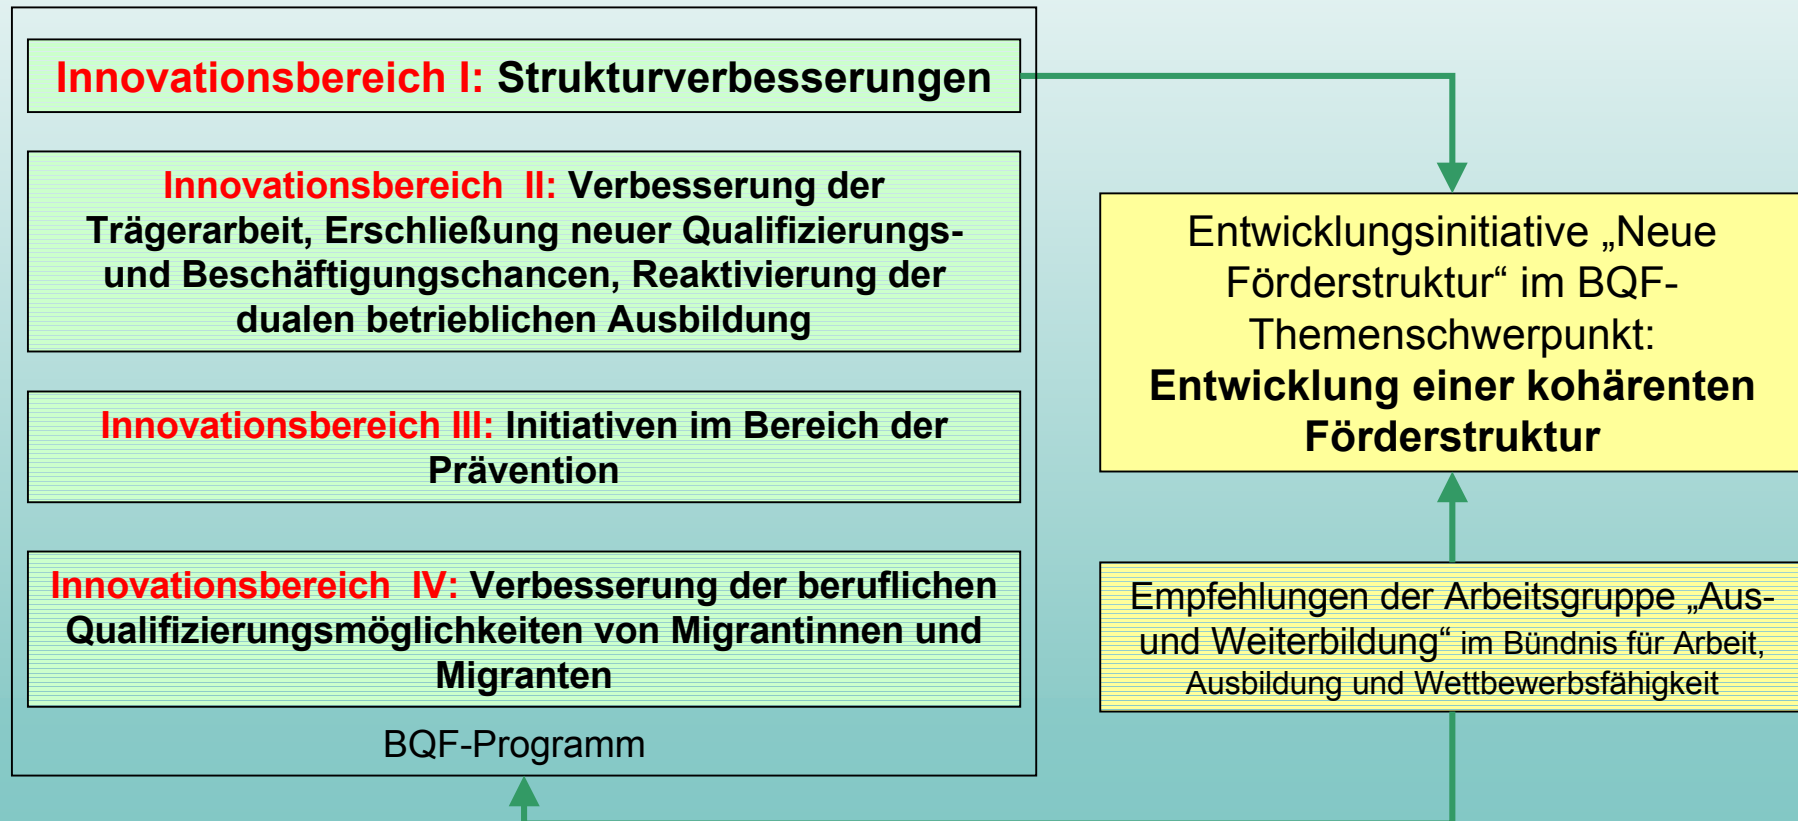 Innovationsbereich I: Strukturverbesserungen
Innovationsbereich II: Verbesserung der
Trägerarbeit, Erschließung neuer Qualifizierungs-
und Beschäftigungschancen, Reaktivierung der
dualen betrieblichen Ausbildung
Innovationsbereich III: Initiativen im Bereich der
Prävention
Innovationsbereich IV: Verbesserung der beruflichen
Qualifizierungsmöglichkeiten von Migrantinnen und
Migranten
BQF-Programm
Entwicklungsinitiative „Neue
Förderstruktur“ im BQF-
Themenschwerpunkt:
Entwicklung einer kohärenten
Förderstruktur
Empfehlungen der Arbeitsgruppe „Aus-
und Weiterbildung“ im Bündnis für Arbeit,
Ausbildung und Wettbewerbsfähigkeit